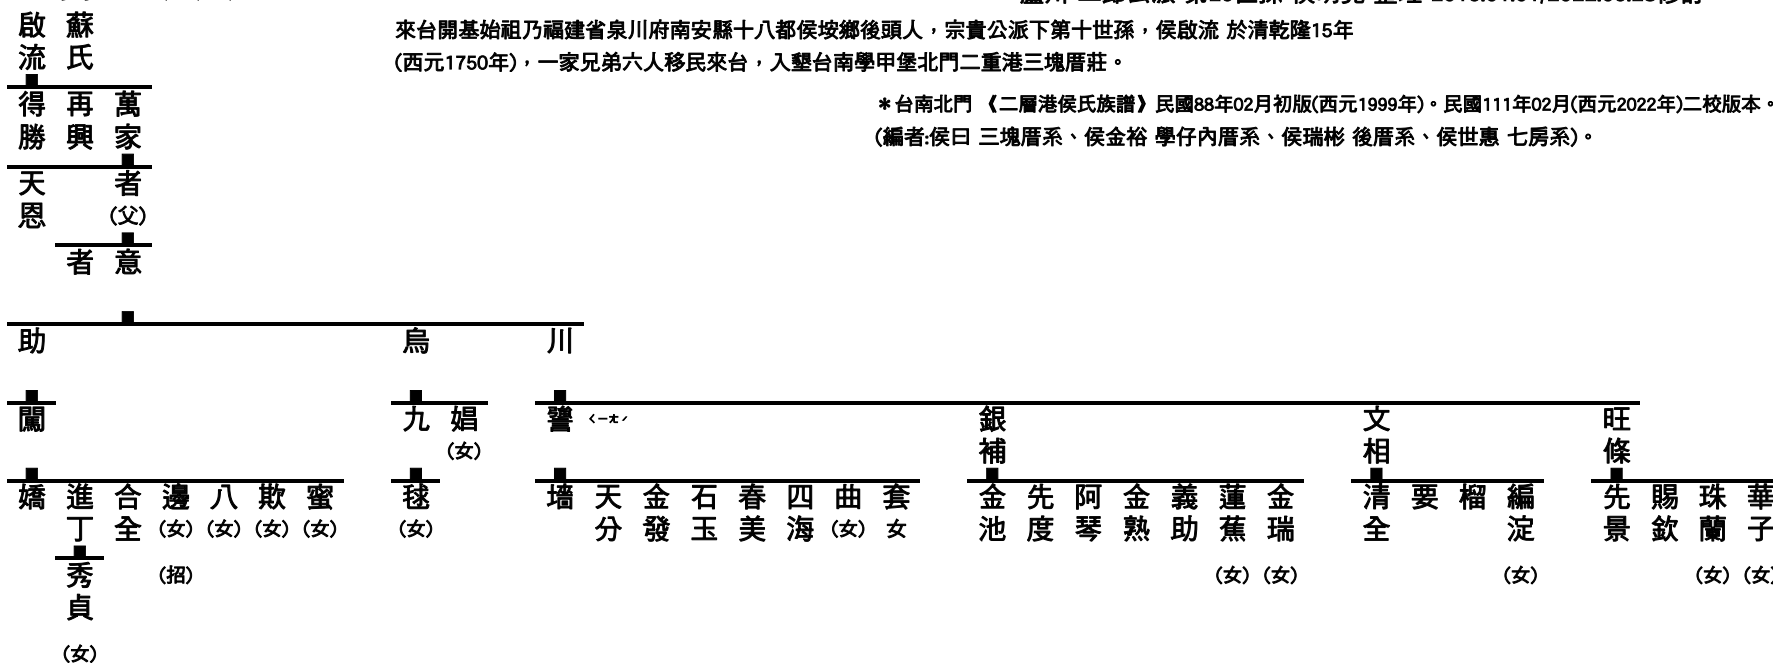 來台開基始祖乃福建省泉川府南安縣十八都侯垵鄉後頭人，宗貴公派下第十世孫，侯啟流 於清乾隆15年
(西元1750年)，一家兄弟六人移民來台，入墾台南學甲堡北門二重港三塊厝莊。
＊台南北門 《二層港侯氏族譜》民國88年02月初版(西元1999年)。民國111年02月(西元2022年)二校版本。
(編者:侯曰 三塊厝系、侯金裕 學仔內厝系、侯瑞彬 後厝系、侯世惠 七房系)。
啟流 蘇氏
得勝 再興 萬家
天恩 者(父)
者 意
助 烏 川
闖 九 娼(女) 譽 ㄑㄧㄤˊ 銀補 文相 旺條
嬌 進丁 合全 邊(女)(招) 八(女) 欺(女) 蜜(女) 毬(女) 墻 天分 金發 石玉 春美 四海 曲(女) 套女 金池 先度 阿琴 金熟 義助 蓮蕉(女) 金瑞(女) 清全 要 榴 編淀(女) 先景 賜欽 珠蘭(女) 華子(女)
秀貞(女)